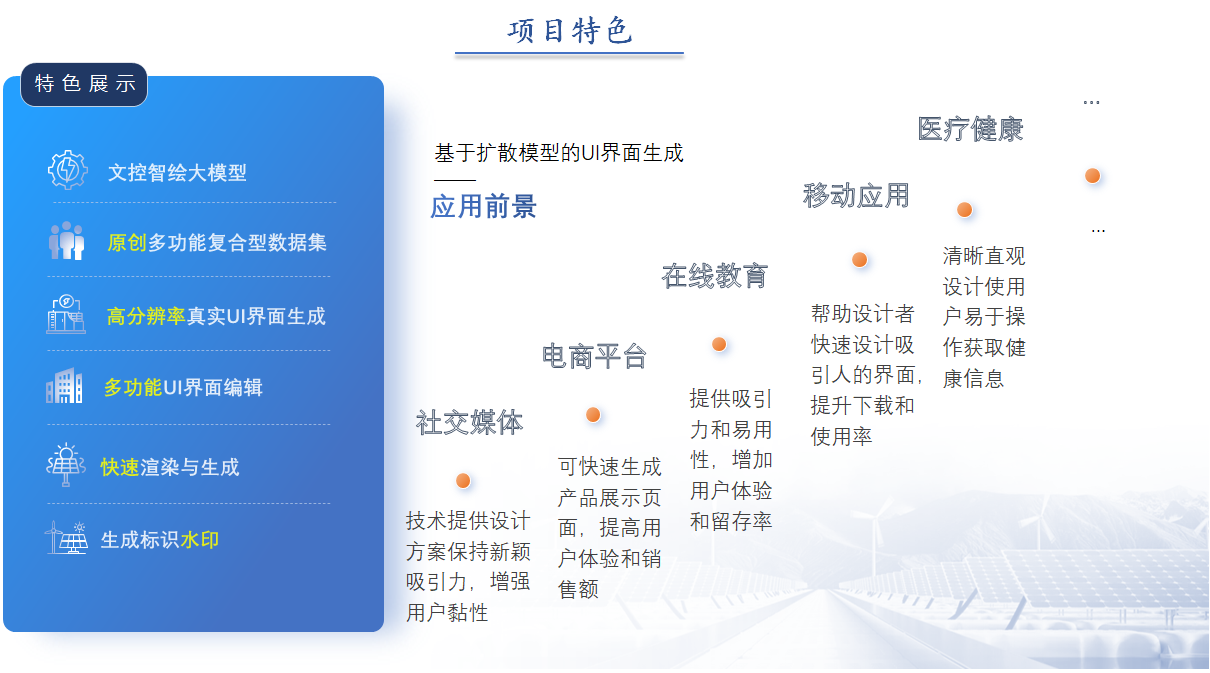 项目特色
特色展示
文控智绘大模型
原创多功能复合型数据集
高分辨率真实UI界面生成
多功能UI界面编辑
快速渲染与生成
生成标识水印
基于扩散模型的UI界面生成
应用前景
社交媒体
技术提供设计
方案保持新颖
吸引力，增强
用户黏性
电商平台
可快速生成
产品展示页
面，提高用
户体验和销
售额
在线教育
提供吸引
力和易用
性，增加
用户体验
和留存率
移动应用
帮助设计者
快速设计吸
引人的界面，
提升下载和
使用率
医疗健康
清晰直观
设计使用
户易于操
作获取健
康信息
...
...